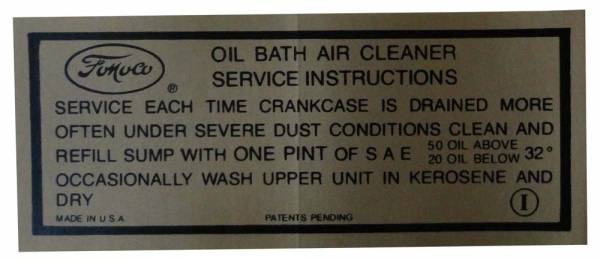 FoMoCo ®
OIL BATH AIR CLEANER
SERVICE INSTRUCTIONS
SERVICE EACH TIME CRANKCASE IS DRAINED MORE
OFTEN UNDER SEVERE DUST CONDITIONS CLEAN AND
REFILL SUMP WITH ONE PINT OF S A E 50 OIL ABOVE 20 OIL BELOW 32°
OCCASIONALLY WASH UPPER UNIT IN KEROSENE AND
DRY
I
MADE IN U.S.A. PATENTS PENDING